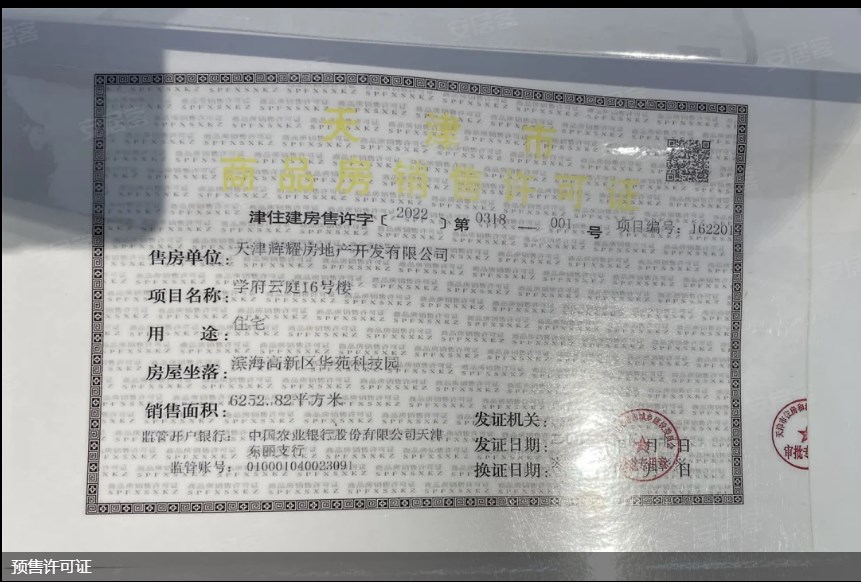 天津市
商品房销售许可证
津住建房售许字〔2022〕第0318—001号 项目编号：162201
售房单位：天津辉耀房地产开发有限公司
项目名称：学府云庭16号楼
用途：住宅
房屋坐落：滨海高新区华苑科技园
销售面积：6252.82平方米
监管开户银行：中国农业银行股份有限公司天津
东丽支行
监管账号：010001040023091
发证机关：
发证日期： 月 日
换证日期： 日
预售许可证